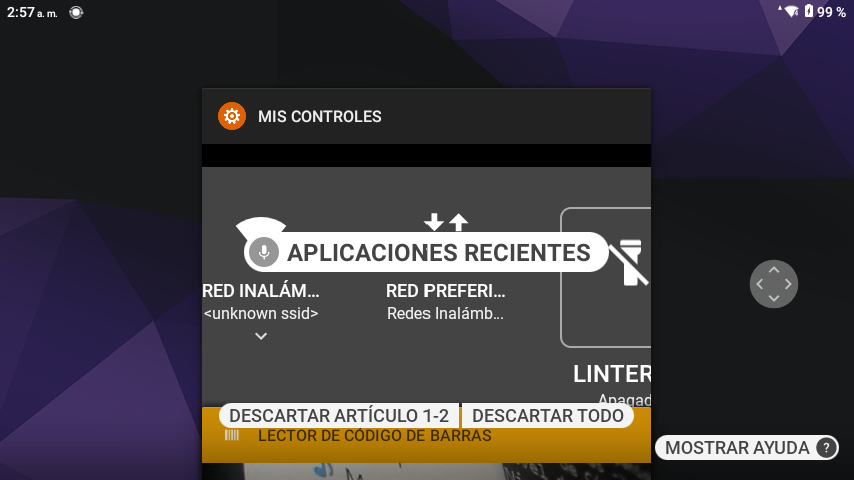 2:57 a. m.
99 %
MIS CONTROLES
APLICACIONES RECIENTES
RED INALÁM…
RED PREFERI…
<unknown ssid>
Redes Inalámb…
LINTER
Apagad
DESCARTAR ARTÍCULO 1-2
DESCARTAR TODO
LECTOR DE CÓDIGO DE BARRAS
MOSTRAR AYUDA ?